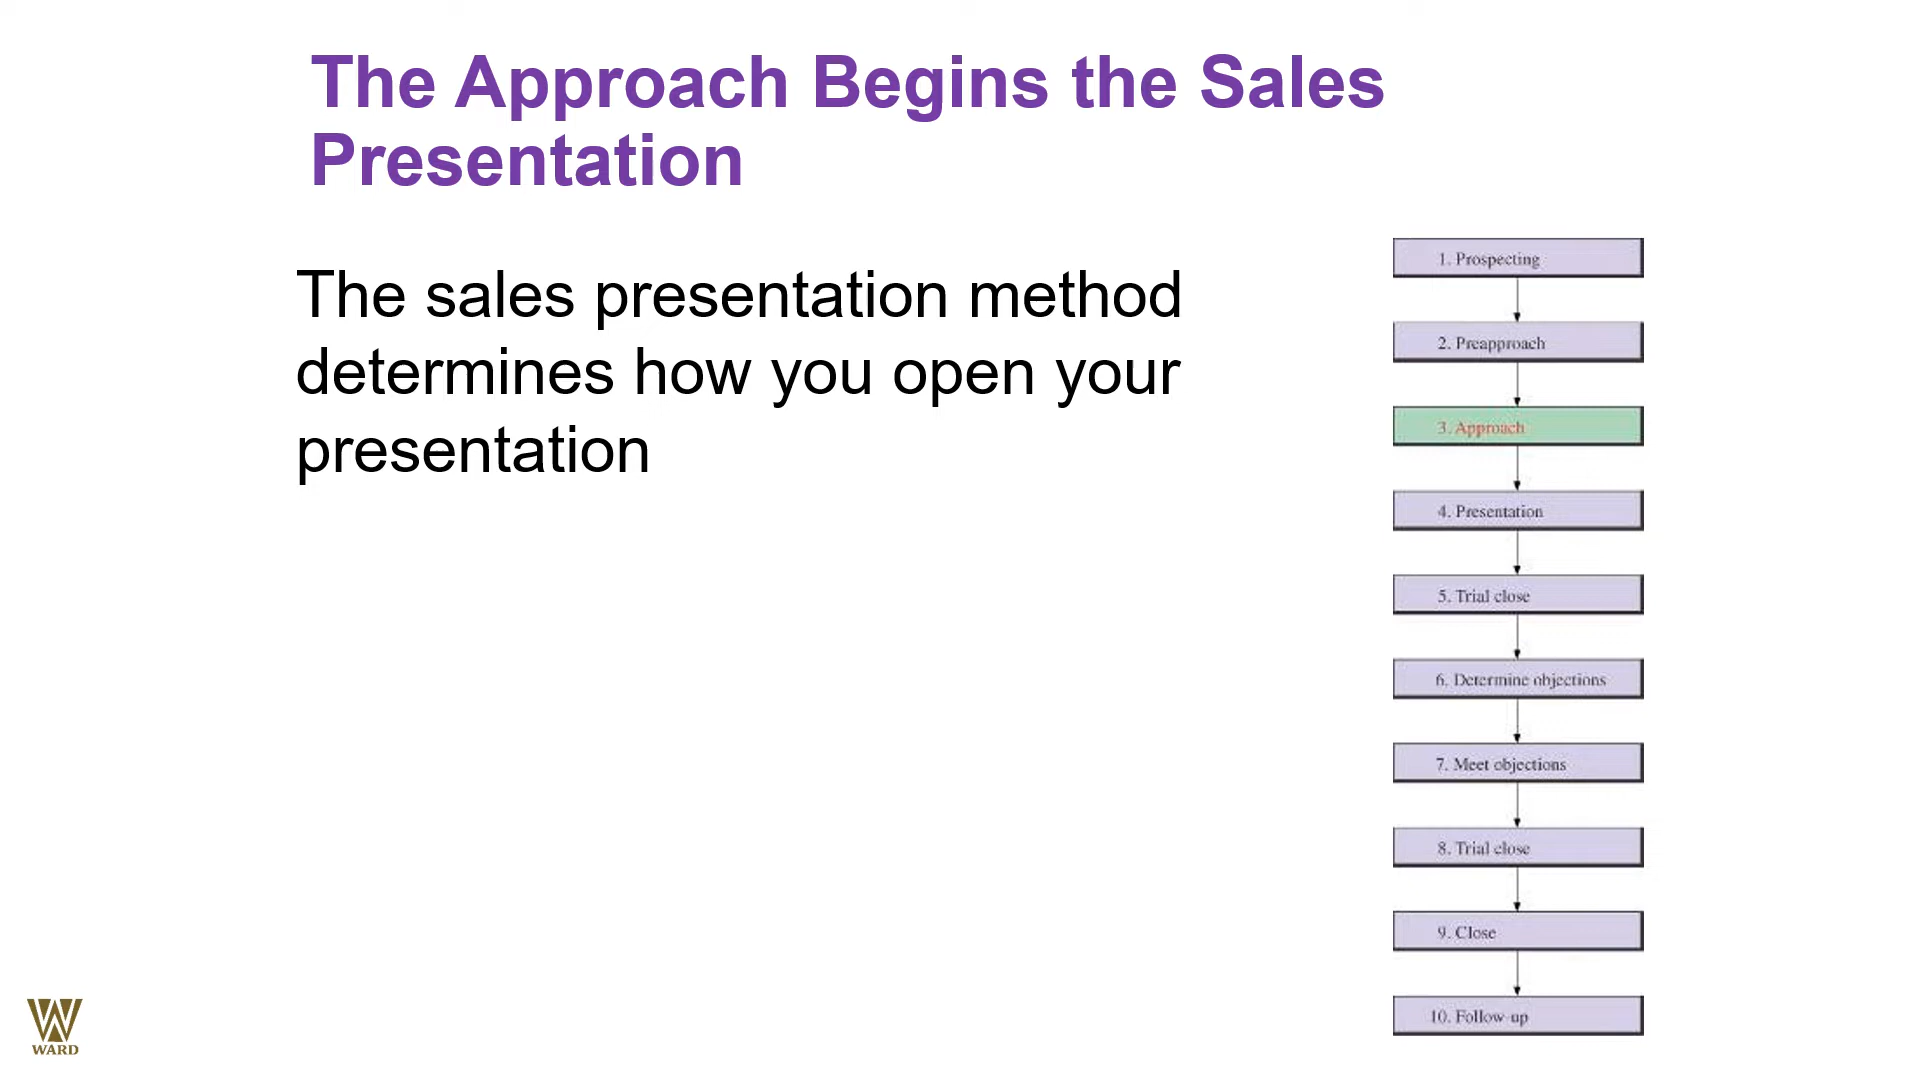 The Approach Begins the Sales
Presentation
The sales presentation method
determines how you open your
presentation
1. Prospecting
2. Preapproach
3. Approach
4. Presentation
5. Trial close
6. Determine objections
7. Meet objections
8. Trial close
9. Close
10. Follow-up
WARD